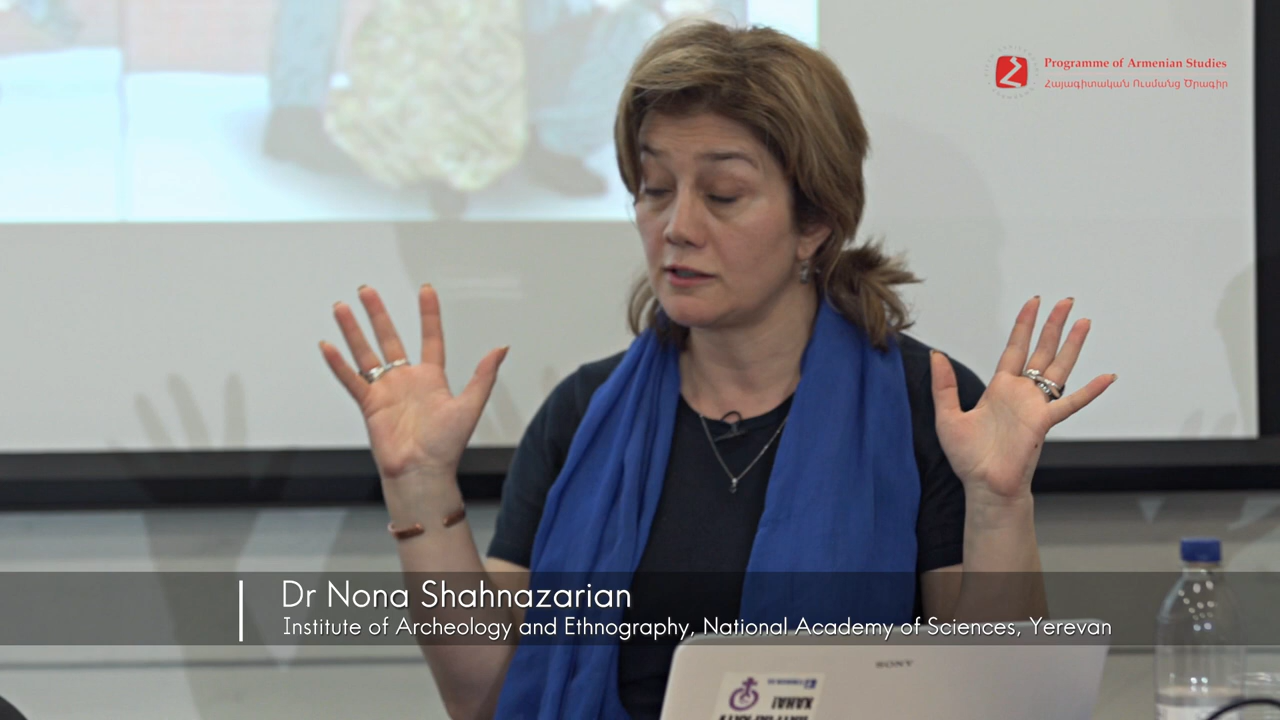 Programme of Armenian Studies
Հայագիտական Ուսմանց Ծրագիր
Dr Nona Shahnazarian
Institute of Archeology and Ethnography, National Academy of Sciences, Yerevan
SONY
ХАНА!